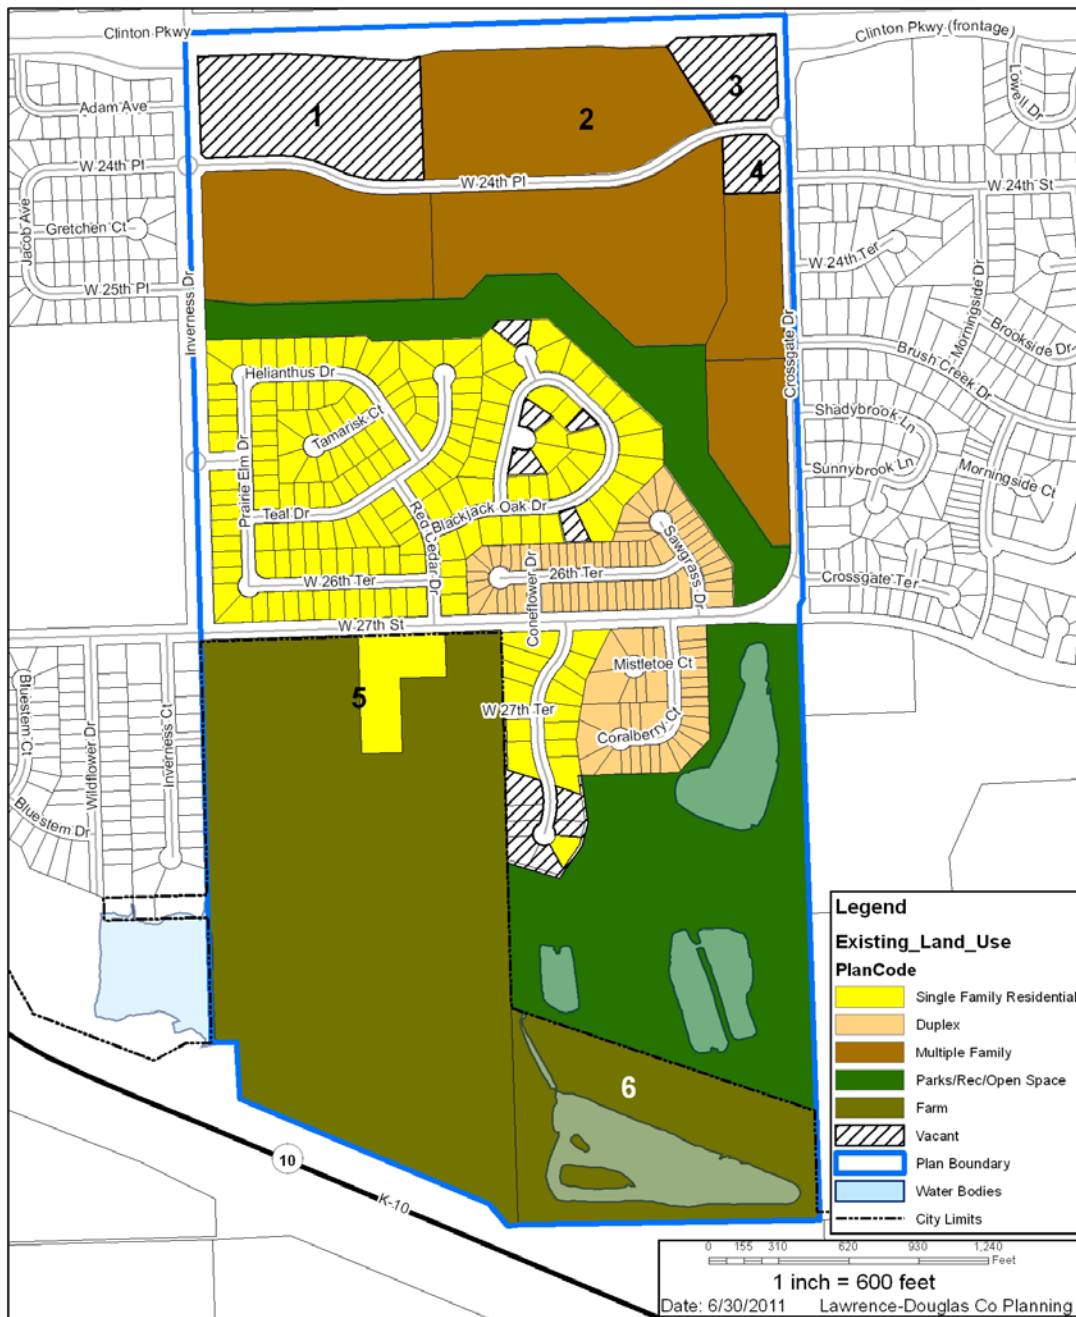 Clinton Pkwy
Clinton Pkwy (frontage)
Lowell Dr
Adam Ave
1
2
3
4
W 24th Pl
W 24th Pl
W 24th St
Jacob Ave
Gretchen Ct
W 24th Ter
W 25th Pl
Inverness Dr
Crossgate Dr
Morningside Dr
Brookside Dr
Brush Creek Dr
Helianthus Dr
Tamarisk Ct
Shadybrook Ln
Prairie Elm Dr
Sunnybrook Ln
Morningside Ct
Teal Dr
Red Cedar Dr
Blackjack Oak Dr
Sawgrass Dr
W 26th Ter
Coneflower Dr
26th Ter
Crossgate Ter
W 27th St
Mistletoe Ct
5
W 27th Ter
Coralberry Ct
Bluestem Ct
Wildflower Dr
Inverness Ct
Bluestem Dr
6
10
K-10
Legend
Existing_Land_Use
PlanCode
Single Family Residential
Duplex
Multiple Family
Parks/Rec/Open Space
Farm
Vacant
Plan Boundary
Water Bodies
City Limits
0 155 310 620 930 1,240
Feet
1 inch = 600 feet
Date: 6/30/2011 Lawrence-Douglas Co Planning